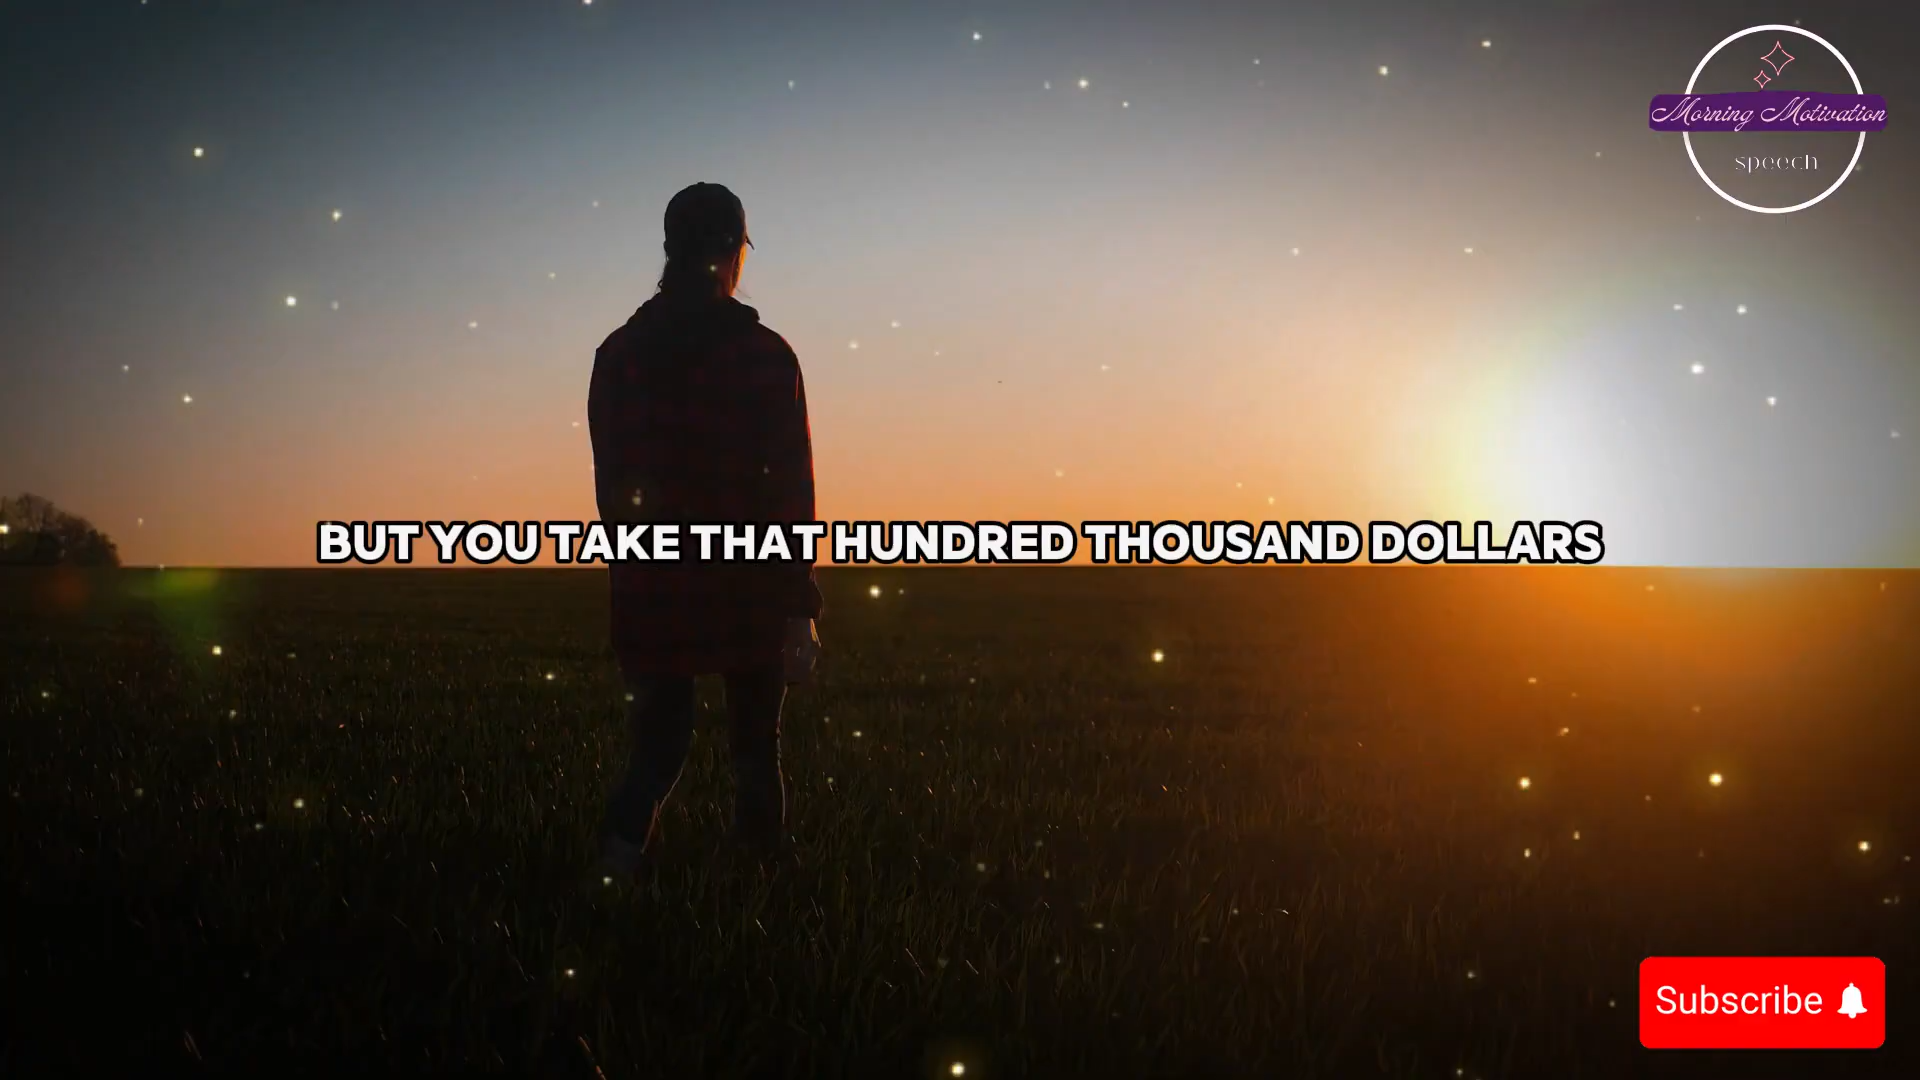 Morning Motivation
speech
BUT YOU TAKE THAT HUNDRED THOUSAND DOLLARS
Subscribe